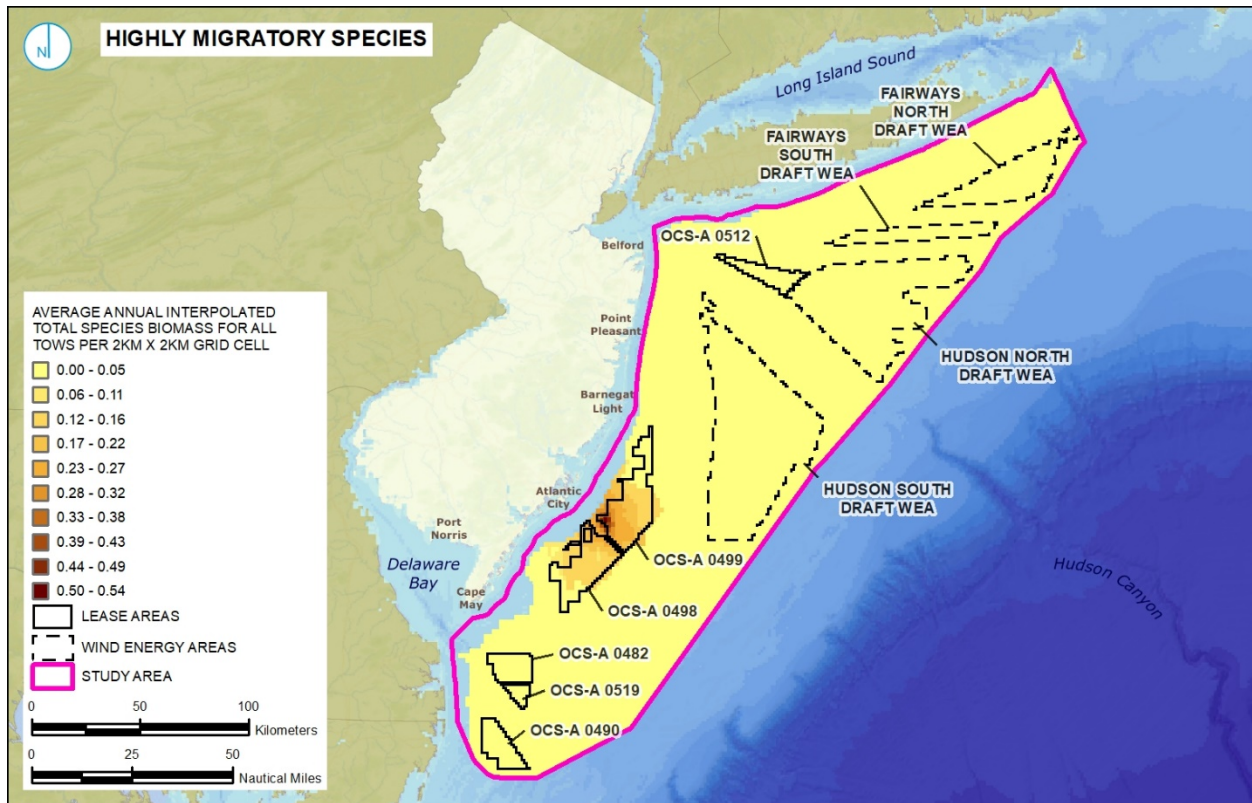 N
HIGHLY MIGRATORY SPECIES
Long Island Sound
FAIRWAYS
NORTH
DRAFT WEA
FAIRWAYS
SOUTH
DRAFT WEA
OCS-A 0512
Belford
Point
Pleasant
Barnegat
Light
HUDSON NORTH
DRAFT WEA
HUDSON SOUTH
DRAFT WEA
Atlantic
City
Port
Norris
Delaware
Bay
Cape
May
OCS-A 0499
OCS-A 0498
Hudson Canyon
OCS-A 0482
OCS-A 0519
OCS-A 0490
AVERAGE ANNUAL INTERPOLATED
TOTAL SPECIES BIOMASS FOR ALL
TOWS PER 2KM X 2KM GRID CELL
0.00 - 0.05
0.06 - 0.11
0.12 - 0.16
0.17 - 0.22
0.23 - 0.27
0.28 - 0.32
0.33 - 0.38
0.39 - 0.43
0.44 - 0.49
0.50 - 0.54
LEASE AREAS
WIND ENERGY AREAS
STUDY AREA
0 50 100
Kilometers
0 25 50
Nautical Miles